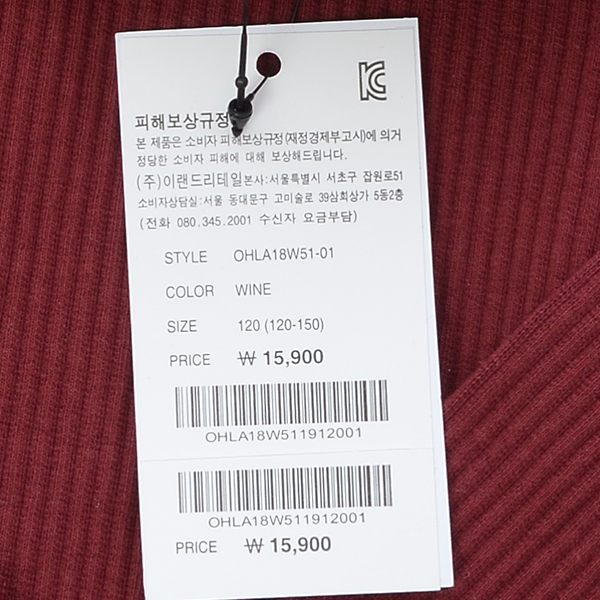 피해보상규정
본 제품은 소비자 피해보상규정(재정경제부고시)에 의거
정당한 소비자 피해에 대해 보상해드립니다.
(주)이랜드리테일본사:서울특별시 서초구 잠원로51
소비자상담실:서울 동대문구 고미술로 39삼희상가 5동2층
(전화 080.345.2001 수신자 요금부담)
STYLE OHLA18W51-01
COLOR WINE
SIZE 120 (120-150)
PRICE ₩ 15,900
OHLA18W511912001
OHLA18W511912001
PRICE ₩ 15,900